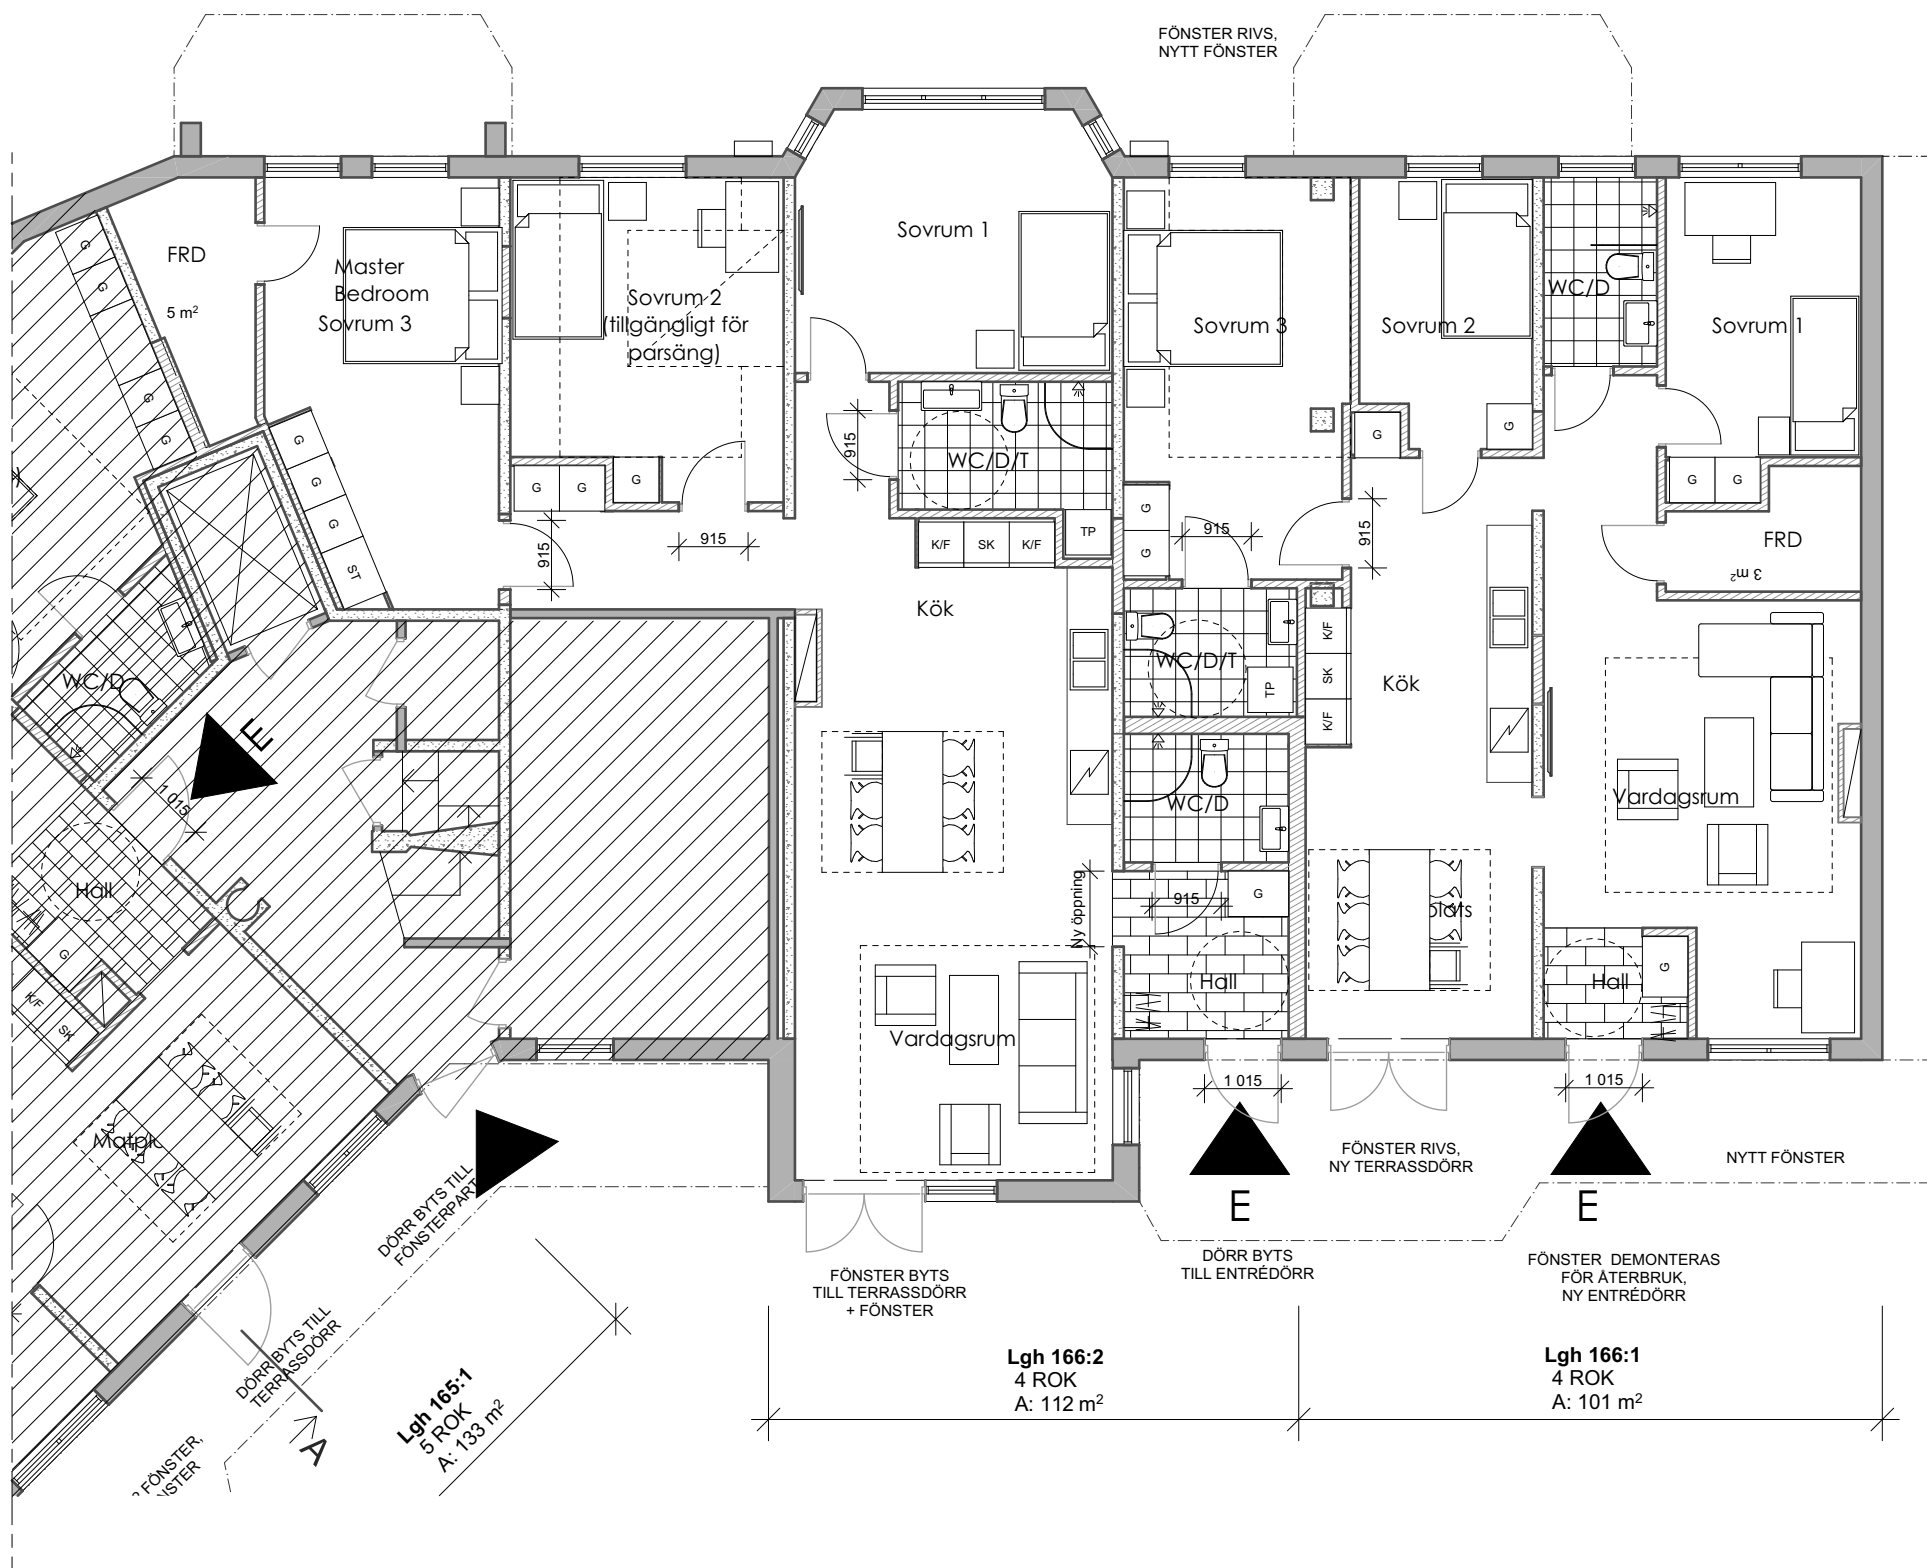 FÖNSTER RIVS,
NYTT FÖNSTER
FRD
5 m²
Master
Bedroom
Sovrum 3
Sovrum 2
(tillgängligt för
parsäng)
Sovrum 1
Sovrum 3
Sovrum 2
WC/D
Sovrum 1
G
G
G
G
G
G
G
G
ST
G
G
G
915
915
915
WC/D/T
TP
K/F
SK
K/F
Kök
G
G
915
915
G
G
G
G
FRD
3 m²
WC/D/T
TP
K/F
SK
K/F
Kök
WC/D
E
1 015
Hall
G
K/F
SK
WC/D
915
G
Ny öppning
Hall
Vardagsrum
Vardagsrum
Hall
G
1 015
1 015
E
E
FÖNSTER RIVS,
NY TERRASSDÖRR
NYTT FÖNSTER
DÖRR BYTS TILL
FÖNSTERPART
DÖRR BYTS TILL
TERRASSDÖRR
FÖNSTER BYTS
TILL TERRASSDÖRR
+ FÖNSTER
DÖRR BYTS
TILL ENTRÉDÖRR
FÖNSTER DEMONTERAS
FÖR ÅTERBRUK,
NY ENTRÉDÖRR
A
Lgh 165:1
5 ROK
A: 133 m²
Lgh 166:2
4 ROK
A: 112 m²
Lgh 166:1
4 ROK
A: 101 m²
FÖNSTER,